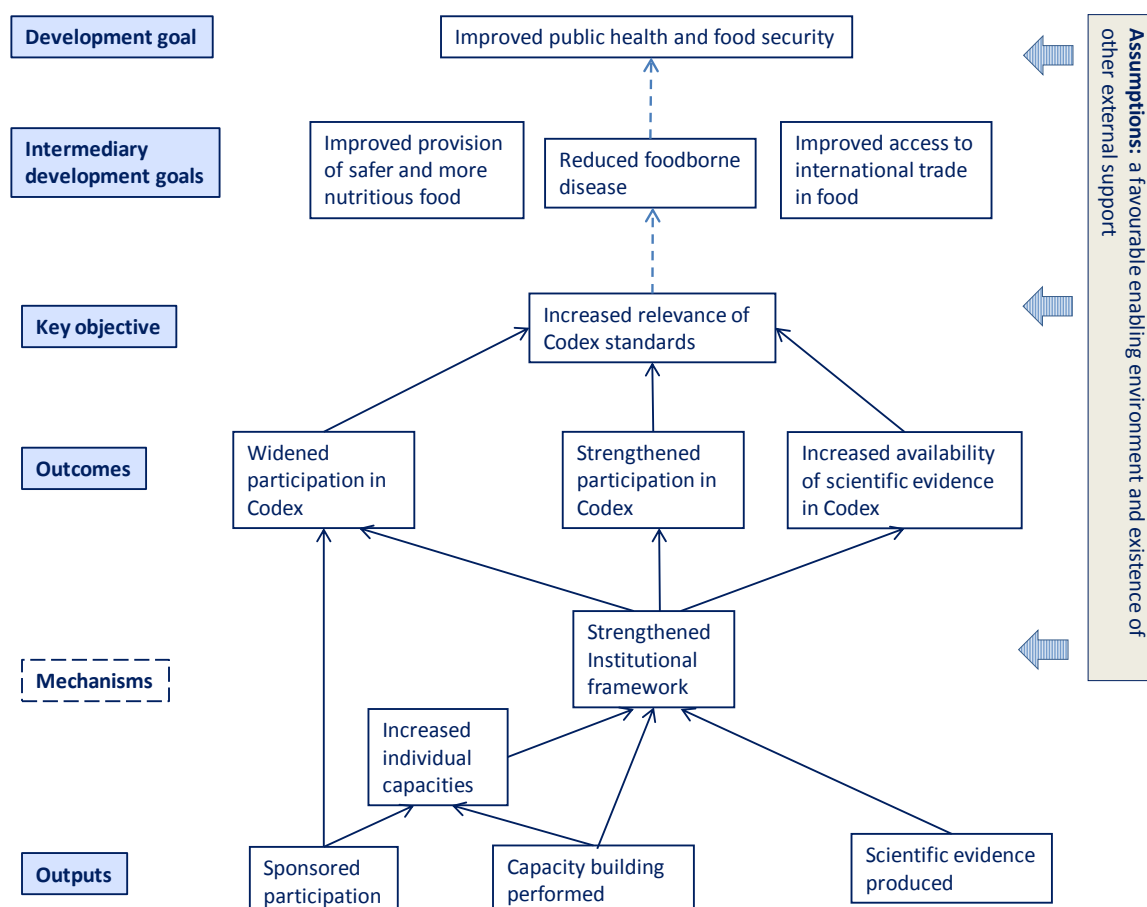 Development goal
Improved public health and food security
Intermediary
development goals
Improved provision
of safer and more
nutritious food
Reduced foodborne
disease
Improved access to
international trade
in food
Key objective
Increased relevance of
Codex standards
Outcomes
Widened
participation in
Codex
Strengthened
participation in
Codex
Increased availability
of scientific evidence
in Codex
Mechanisms
Strengthened
Institutional
framework
Increased
individual
capacities
Outputs
Sponsored
participation
Capacity building
performed
Scientific evidence
produced
Assumptions: a favourable enabling environment and existence of
other external support